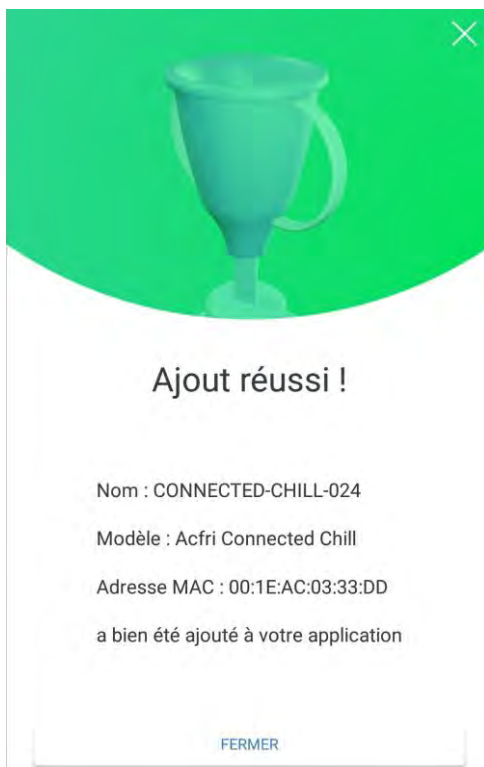 Ajout réussi !
Nom : CONNECTED-CHILL-024
Modèle : Acfri Connected Chill
Adresse MAC : 00:1E:AC:03:33:DD
a bien été ajouté à votre application
FERMER